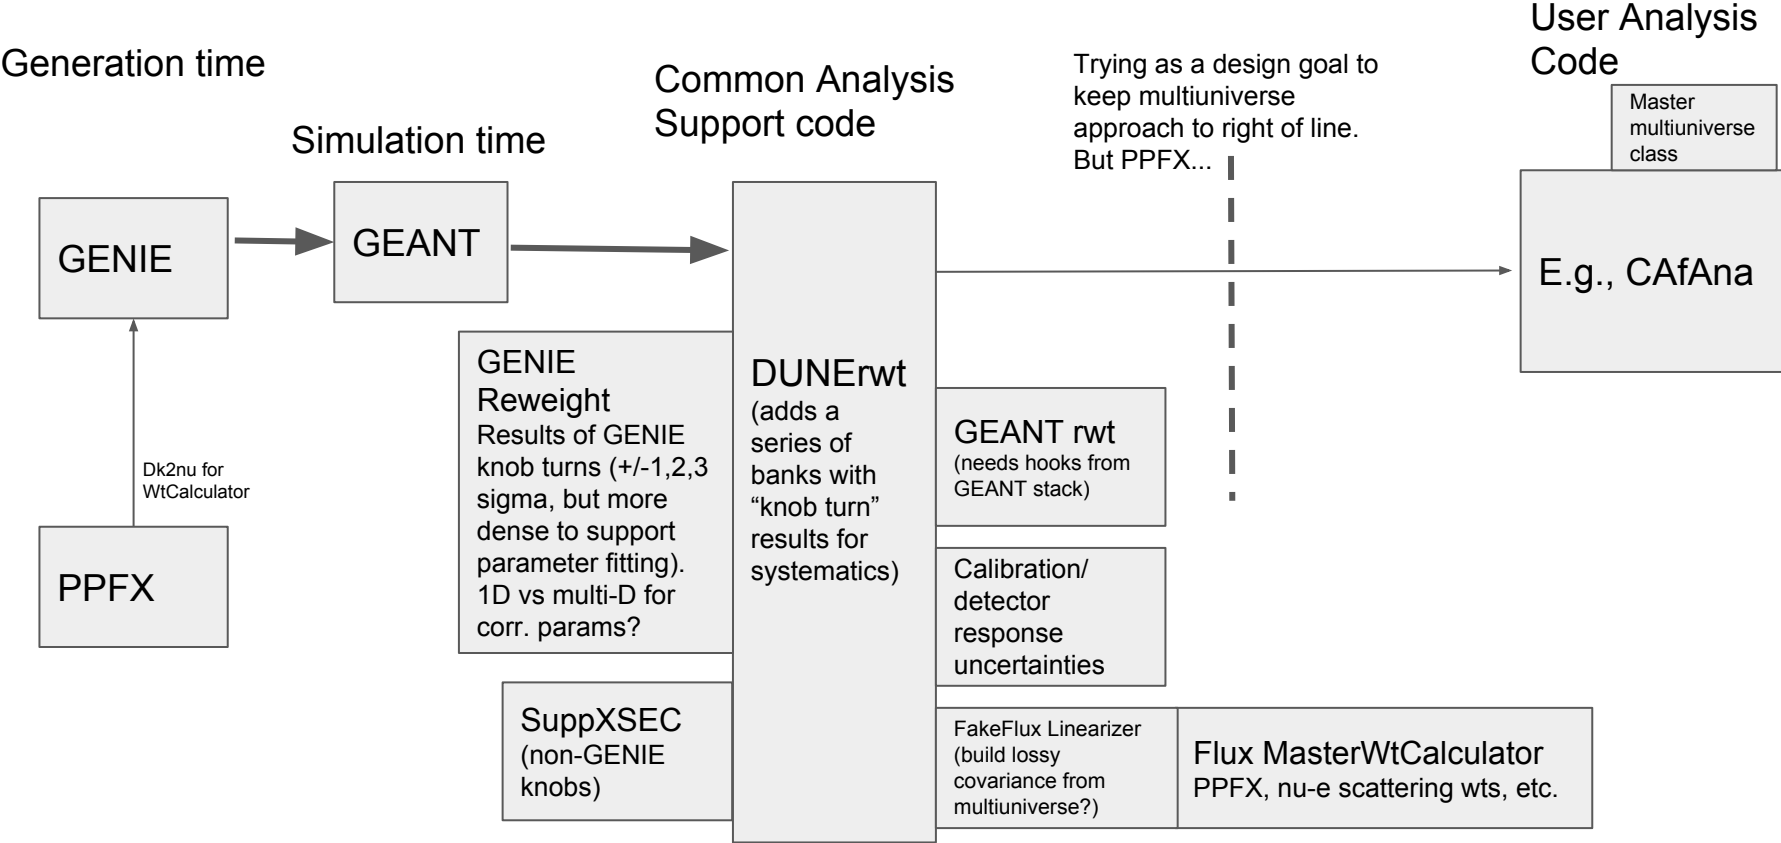 Generation time
Simulation time
Common Analysis
Support code
Trying as a design goal to
keep multiuniverse
approach to right of line.
But PPFX...
User Analysis
Code
Master
multiuniverse
class
GENIE
GEANT
E.g., CAfAna
Dk2nu for
WtCalculator
PPFX
GENIE
Reweight
Results of GENIE
knob turns (+/-1,2,3
sigma, but more
dense to support
parameter fitting).
1D vs multi-D for
corr. params?
SuppXSEC
(non-GENIE
knobs)
DUNErwt
(adds a
series of
banks with
“knob turn”
results for
systematics)
GEANT rwt
(needs hooks from
GEANT stack)
Calibration/
detector
response
uncertainties
FakeFlux Linearizer
(build lossy
covariance from
multiuniverse?)
Flux MasterWtCalculator
PPFX, nu-e scattering wts, etc.